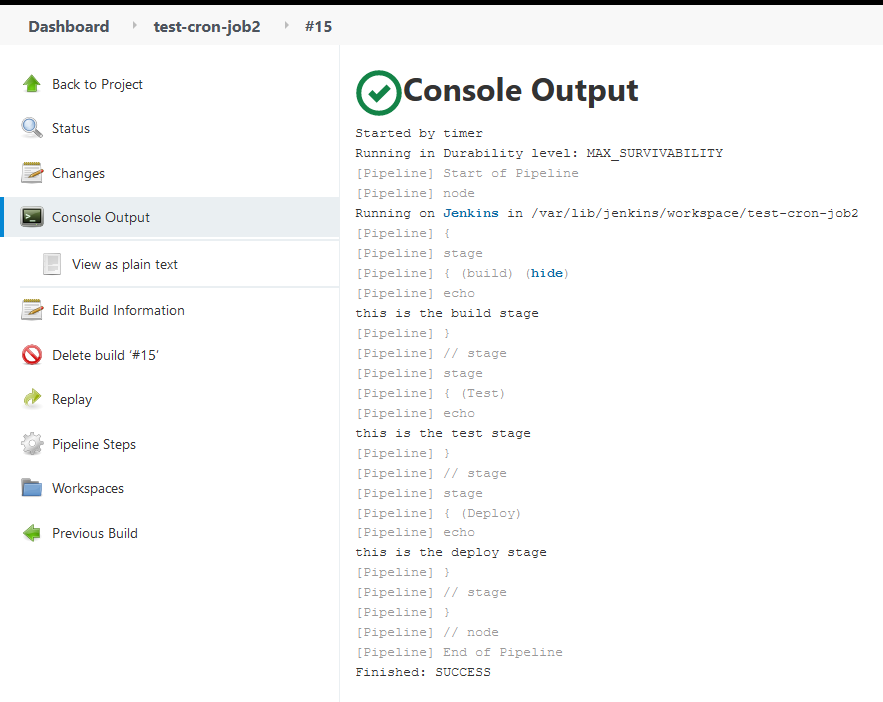 Dashboard test-cron-job2 #15
Back to Project
Status
Changes
Console Output
View as plain text
Edit Build Information
Delete build ‘#15’
Replay
Pipeline Steps
Workspaces
Previous Build
Console Output
Started by timer
Running in Durability level: MAX_SURVIVABILITY
[Pipeline] Start of Pipeline
[Pipeline] node
Running on Jenkins in /var/lib/jenkins/workspace/test-cron-job2
[Pipeline] {
[Pipeline] stage
[Pipeline] { (build) (hide)
[Pipeline] echo
this is the build stage
[Pipeline] }
[Pipeline] // stage
[Pipeline] stage
[Pipeline] { (Test)
[Pipeline] echo
this is the test stage
[Pipeline] }
[Pipeline] // stage
[Pipeline] stage
[Pipeline] { (Deploy)
[Pipeline] echo
this is the deploy stage
[Pipeline] }
[Pipeline] // stage
[Pipeline] }
[Pipeline] // node
[Pipeline] End of Pipeline
Finished: SUCCESS